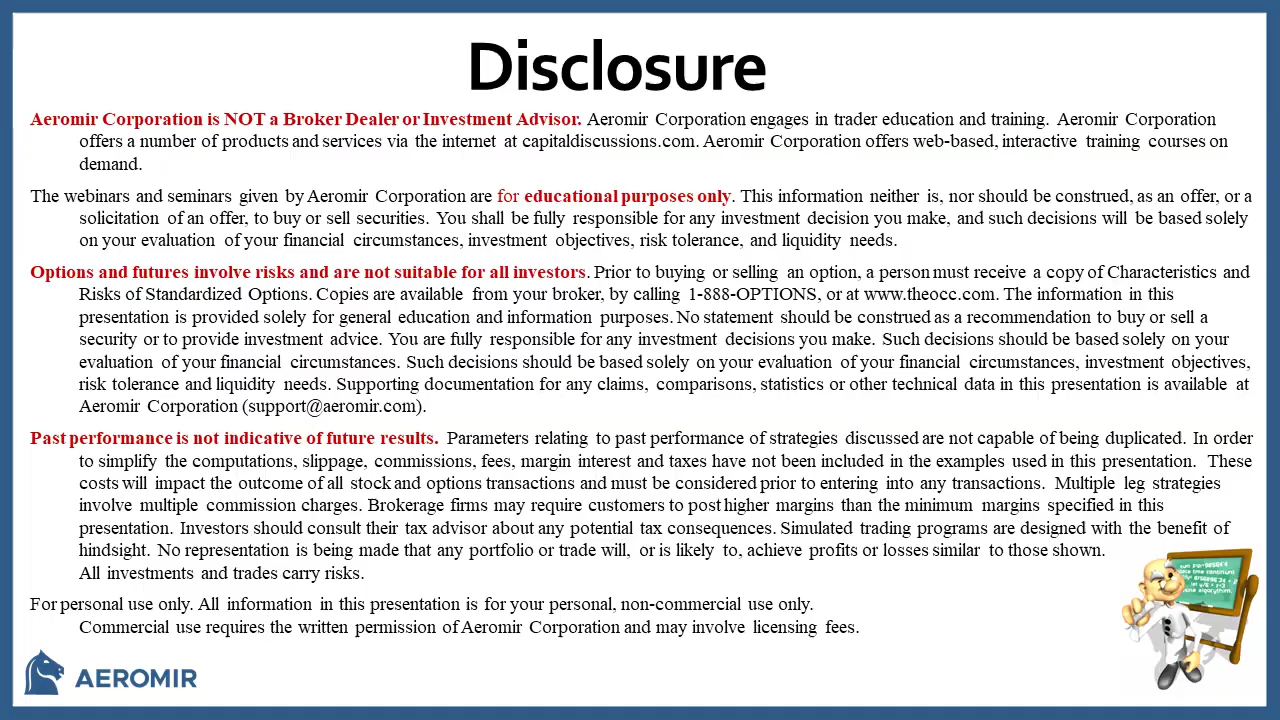 Disclosure
Aeromir Corporation is NOT a Broker Dealer or Investment Advisor. Aeromir Corporation engages in trader education and training. Aeromir Corporation
offers a number of products and services via the internet at capitaldiscussions.com. Aeromir Corporation offers web-based, interactive training courses on
demand.
The webinars and seminars given by Aeromir Corporation are for educational purposes only. This information neither is, nor should be construed, as an offer, or a
solicitation of an offer, to buy or sell securities. You shall be fully responsible for any investment decision you make, and such decisions will be based solely
on your evaluation of your financial circumstances, investment objectives, risk tolerance, and liquidity needs.
Options and futures involve risks and are not suitable for all investors. Prior to buying or selling an option, a person must receive a copy of Characteristics and
Risks of Standardized Options. Copies are available from your broker, by calling 1-888-OPTIONS, or at www.theocc.com. The information in this
presentation is provided solely for general education and information purposes. No statement should be construed as a recommendation to buy or sell a
security or to provide investment advice. You are fully responsible for any investment decisions you make. Such decisions should be based solely on your
evaluation of your financial circumstances. Such decisions should be based solely on your evaluation of your financial circumstances, investment objectives,
risk tolerance and liquidity needs. Supporting documentation for any claims, comparisons, statistics or other technical data in this presentation is available at
Aeromir Corporation (support@aeromir.com).
Past performance is not indicative of future results. Parameters relating to past performance of strategies discussed are not capable of being duplicated. In order
to simplify the computations, slippage, commissions, fees, margin interest and taxes have not been included in the examples used in this presentation. These
costs will impact the outcome of all stock and options transactions and must be considered prior to entering into any transactions. Multiple leg strategies
involve multiple commission charges. Brokerage firms may require customers to post higher margins than the minimum margins specified in this
presentation. Investors should consult their tax advisor about any potential tax consequences. Simulated trading programs are designed with the benefit of
hindsight. No representation is being made that any portfolio or trade will, or is likely to, achieve profits or losses similar to those shown.
All investments and trades carry risks.
For personal use only. All information in this presentation is for your personal, non-commercial use only.
Commercial use requires the written permission of Aeromir Corporation and may involve licensing fees.
AEROMIR